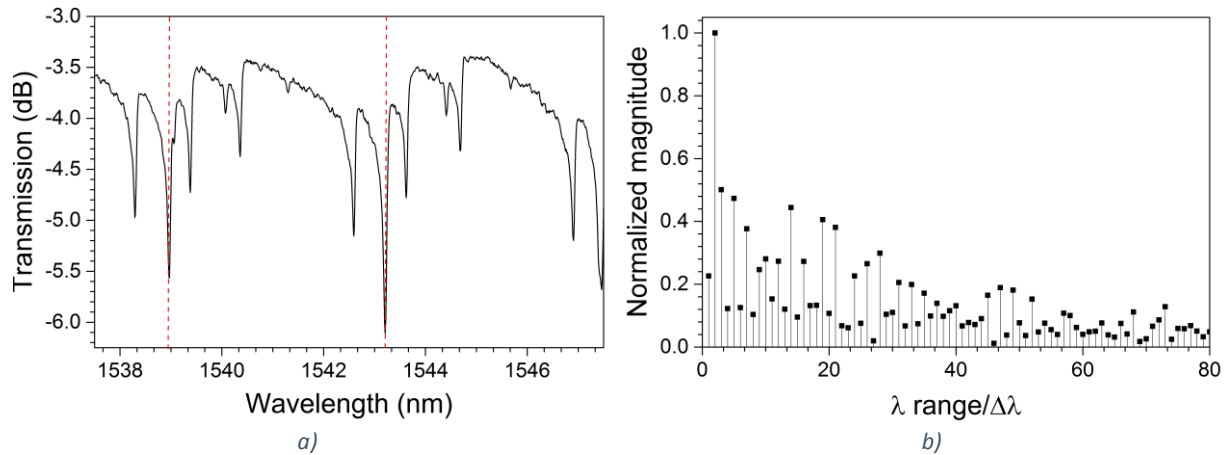 -3.0
-3.5
-4.0
-4.5
-5.0
-5.5
-6.0
Transmission (dB)
1538 1540 1542 1544 1546
Wavelength (nm)
a)
1.0
0.8
0.6
0.4
0.2
0.0
Normalized magnitude
0 20 40 60 80
λ range/Δλ
b)